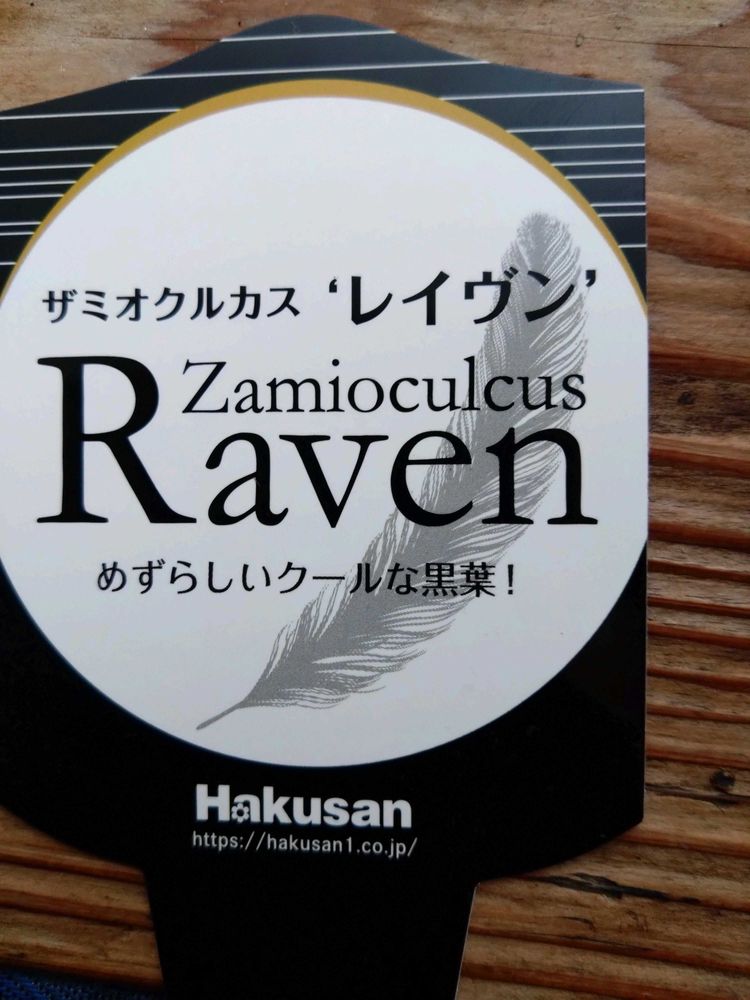 ザミオクルカス ‘レイヴン’
Zamioculcus
Raven
めずらしいクールな黒葉！
Hakusan
https://hakusan1.co.jp/